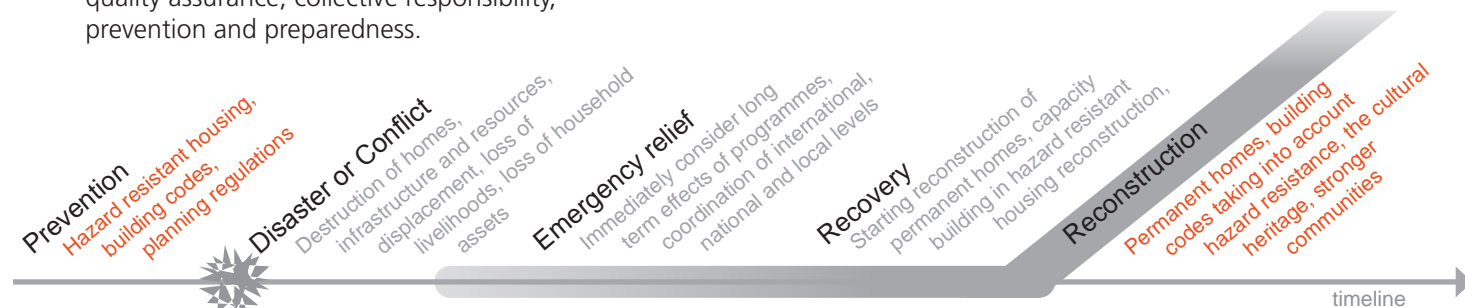 quality assurance, collective responsibility,
prevention and preparedness.
Prevention
Hazard resistant housing,
building codes,
planning regulations
Disaster or Conflict
Destruction of homes,
infrastructure and resources,
displacement, loss of
livelihoods, loss of household
assets
Emergency relief
Immediately consider long
term effects of programmes,
coordination of international,
national and local levels
Recovery
Starting reconstruction of
permanent homes, capacity
building in hazard resistant
housing reconstruction,
Reconstruction
Permanent homes, building
codes taking into account
hazard resistance, the cultural
heritage, stronger
communities
timeline